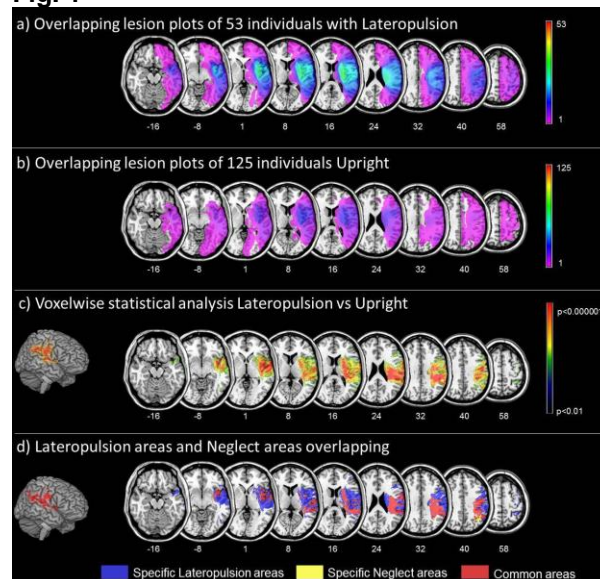 a) Overlapping lesion plots of 53 individuals with Lateropulsion
53
1
-16 -8 1 8 16 24 32 40 58
b) Overlapping lesion plots of 125 individuals Upright
125
1
-16 -8 1 8 16 24 32 40 58
c) Voxelwise statistical analysis Lateropulsion vs Upright
p<0.000001
p<0.01
-16 -8 1 8 16 24 32 40 58
d) Lateropulsion areas and Neglect areas overlapping
-16 -8 1 8 16 24 32 40 58
Specific Lateropulsion areas Specific Neglect areas Common areas